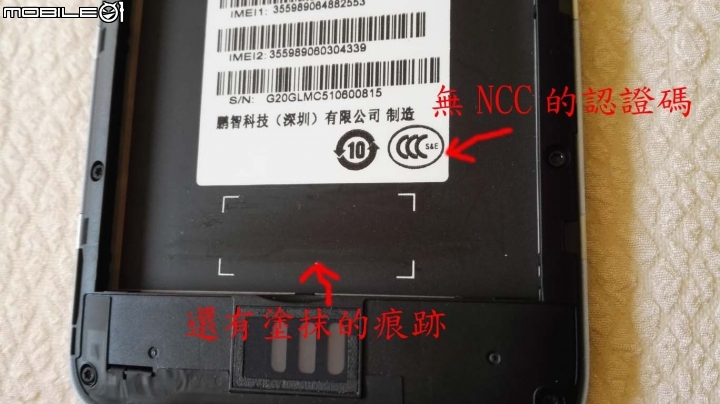 mobile01
IMEI1: 355989064882553
IMEI2: 355989060304339
S/N: G20GLMC510600815
鹏智科技（深圳）有限公司 制造
10
CCC S&E
無 NCC 的認證碼
還有塗抹的痕跡